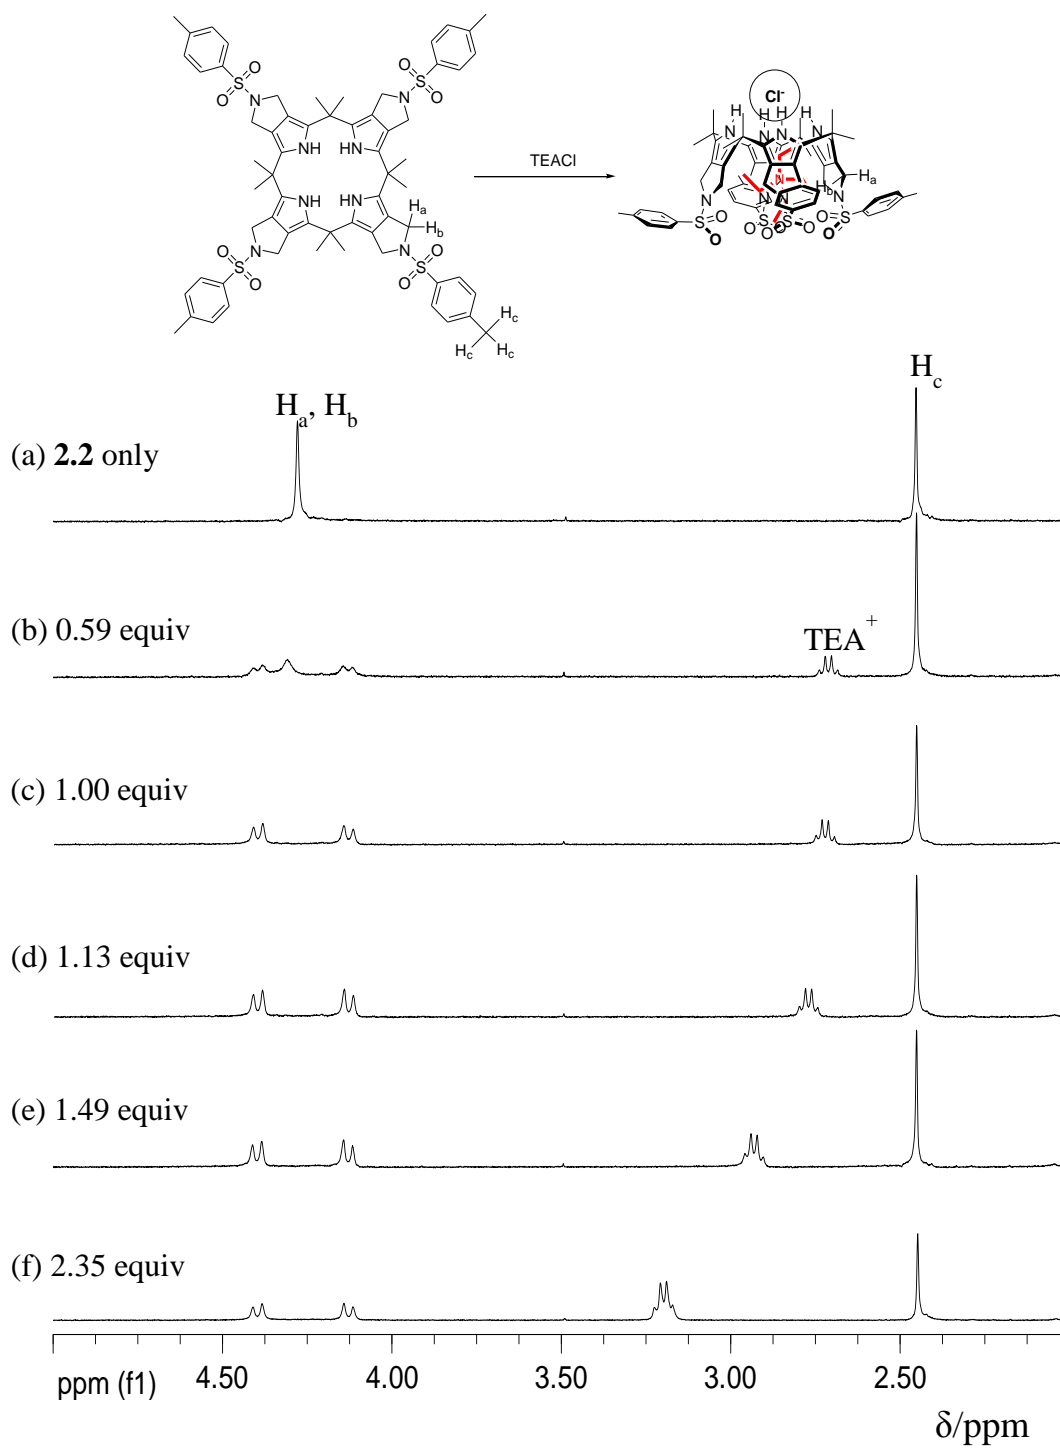 O
O
S
N
O
S
O
N
NH
HN
NH
HN
N
S
O
O
N
S
O
O
Ha
Hb
Hc
Hc
Hc
TEACl
Cl-
H
H
H
H
N
N
N
N
N
N
N
N
Hb
Ha
S
O
O
S
S
O
O
O
O
S
O
O
Hc
Ha, Hb
(a) 2.2 only
(b) 0.59 equiv
TEA+
(c) 1.00 equiv
(d) 1.13 equiv
(e) 1.49 equiv
(f) 2.35 equiv
ppm (f1)
4.50
4.00
3.50
3.00
2.50
δ/ppm